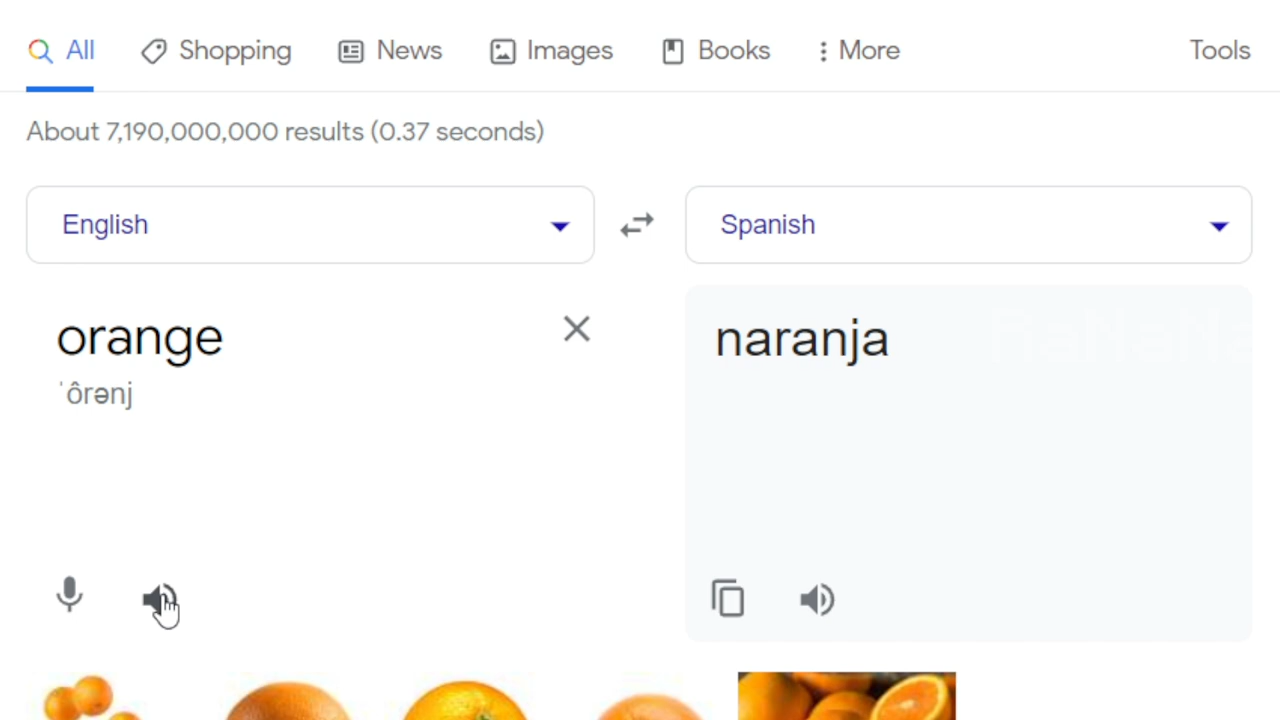 All Shopping News Images Books More Tools
About 7,190,000,000 results (0.37 seconds)
English Spanish
orange naranja
ˈôrənj